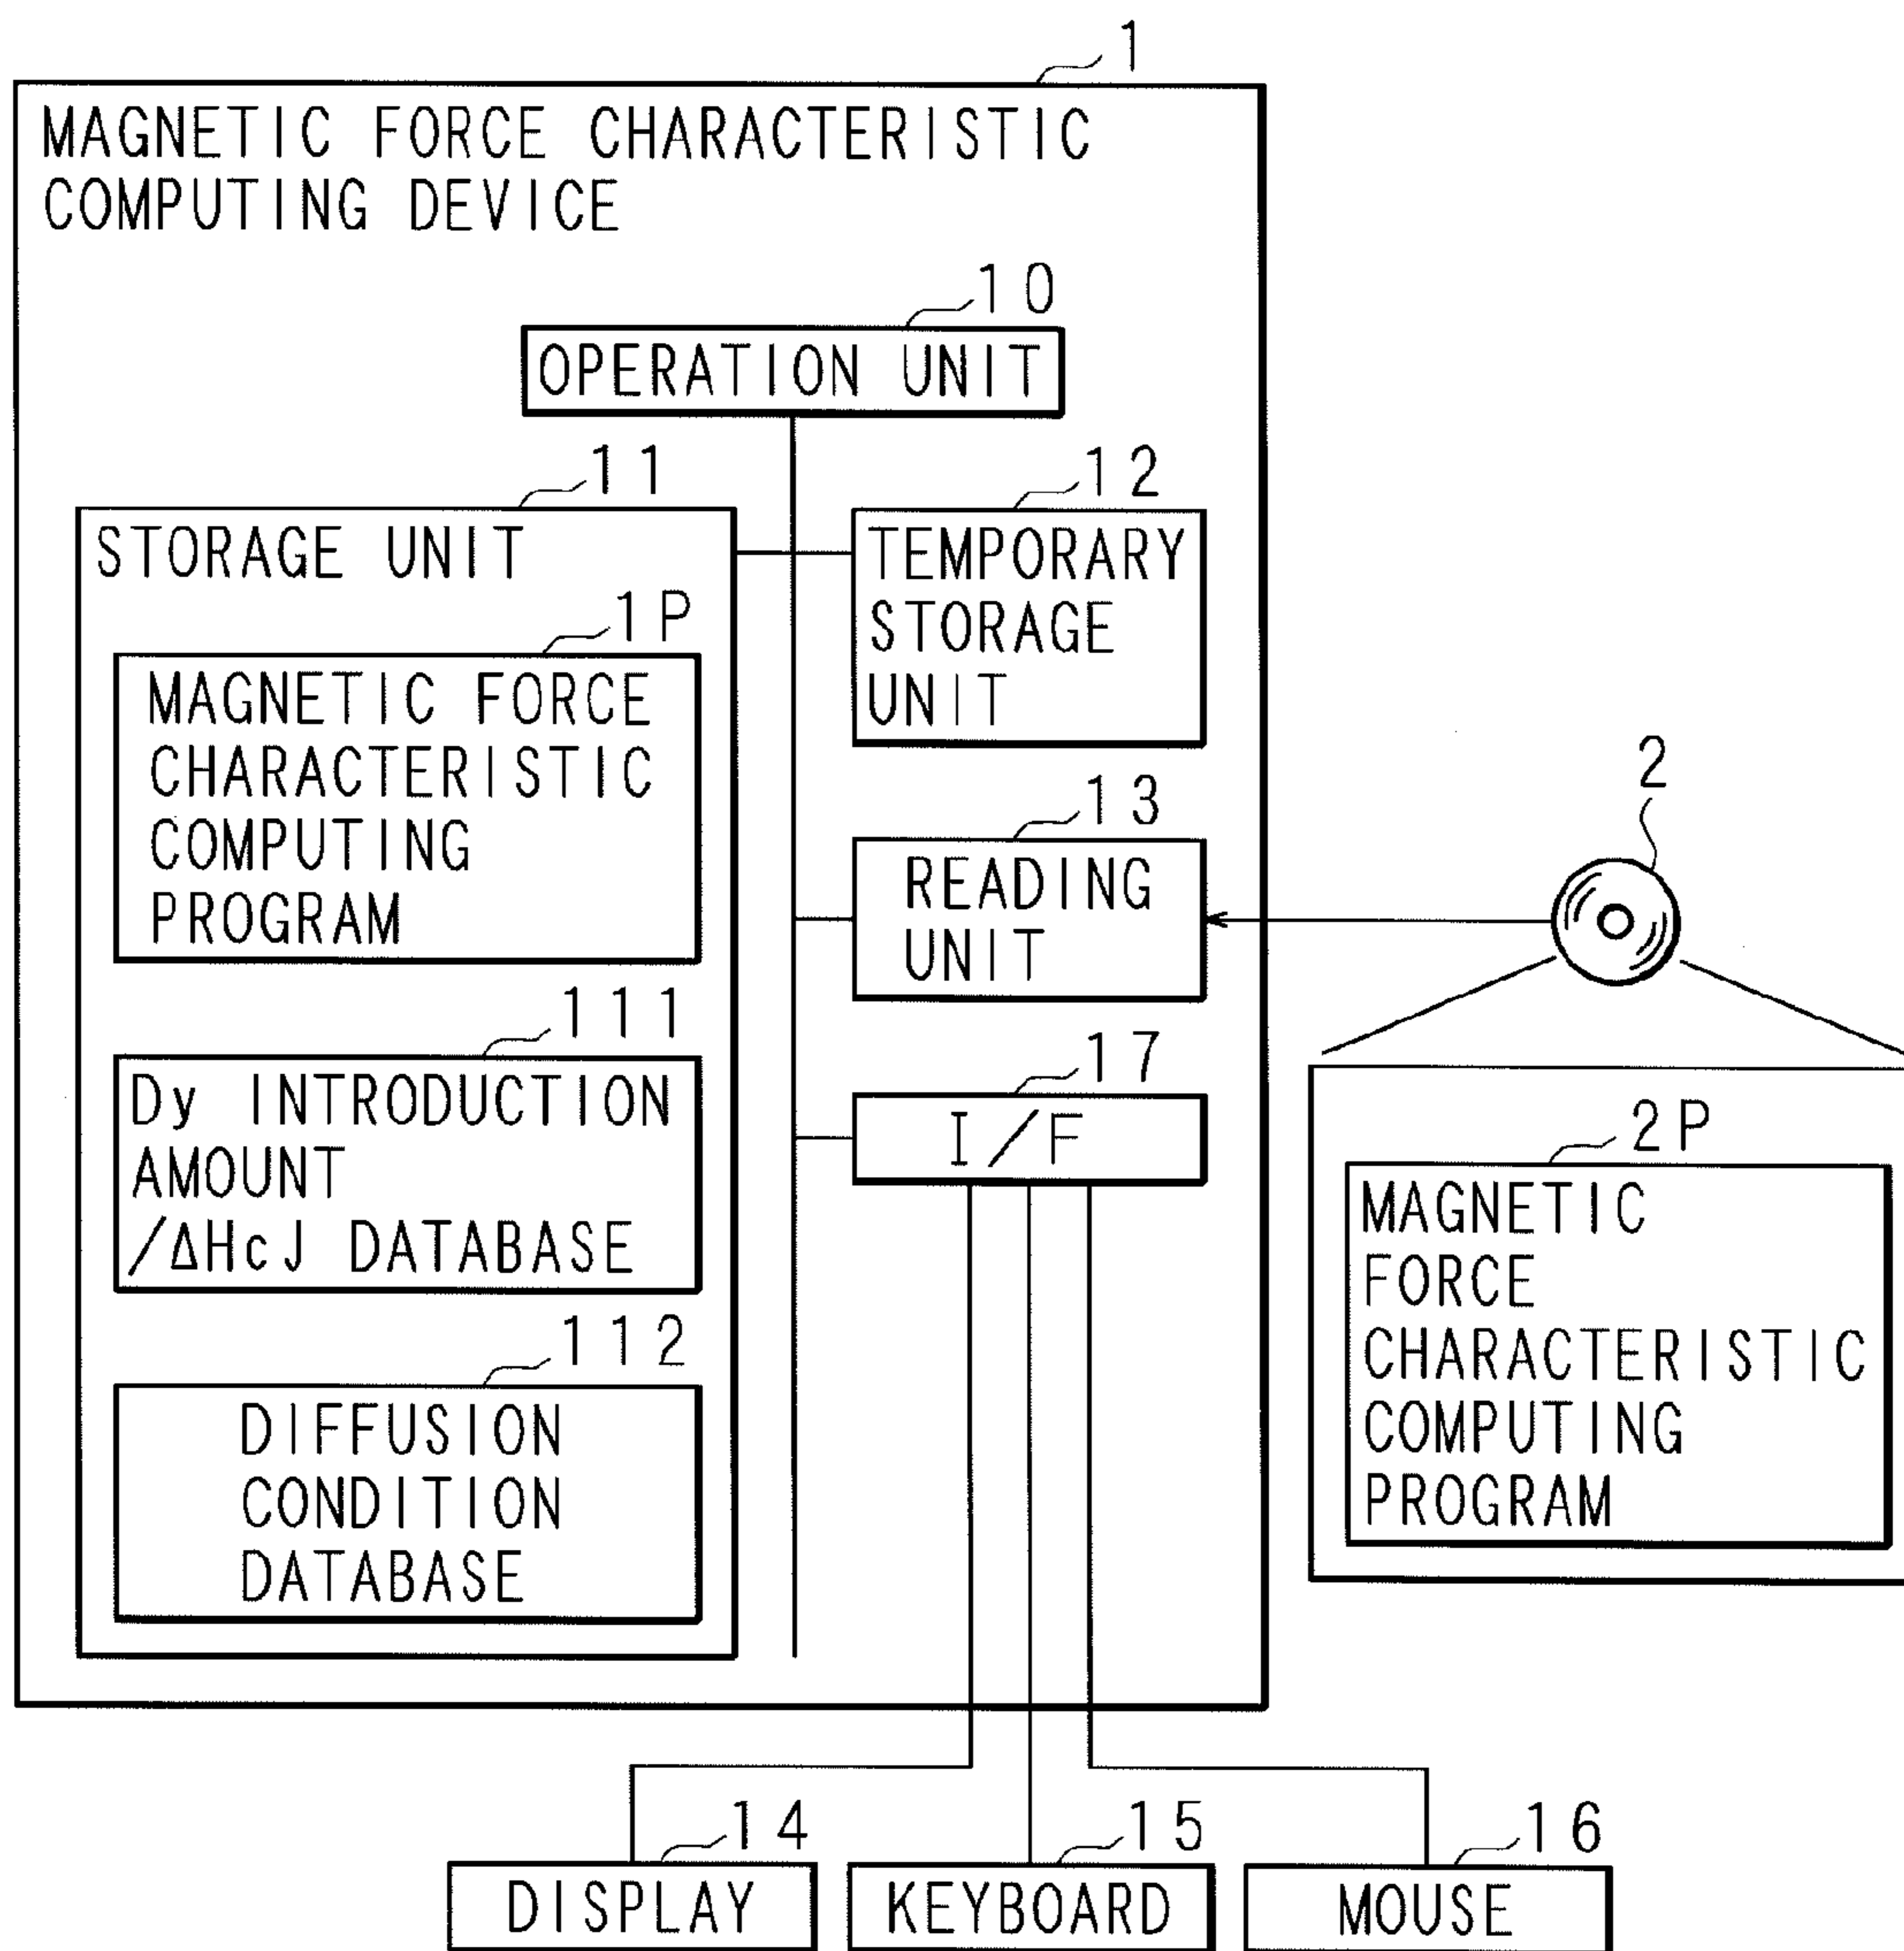 1
MAGNETIC FORCE CHARACTERISTIC
COMPUTING DEVICE
10
OPERATION UNIT
11
STORAGE UNIT
1P
MAGNETIC FORCE
CHARACTERISTIC
COMPUTING
PROGRAM
111
Dy INTRODUCTION
AMOUNT
/ΔHcJ DATABASE
112
DIFFUSION
CONDITION
DATABASE
12
TEMPORARY
STORAGE
UNIT
13
READING
UNIT
17
I/F
2
2P
MAGNETIC
FORCE
CHARACTERISTIC
COMPUTING
PROGRAM
14
DISPLAY
15
KEYBOARD
16
MOUSE